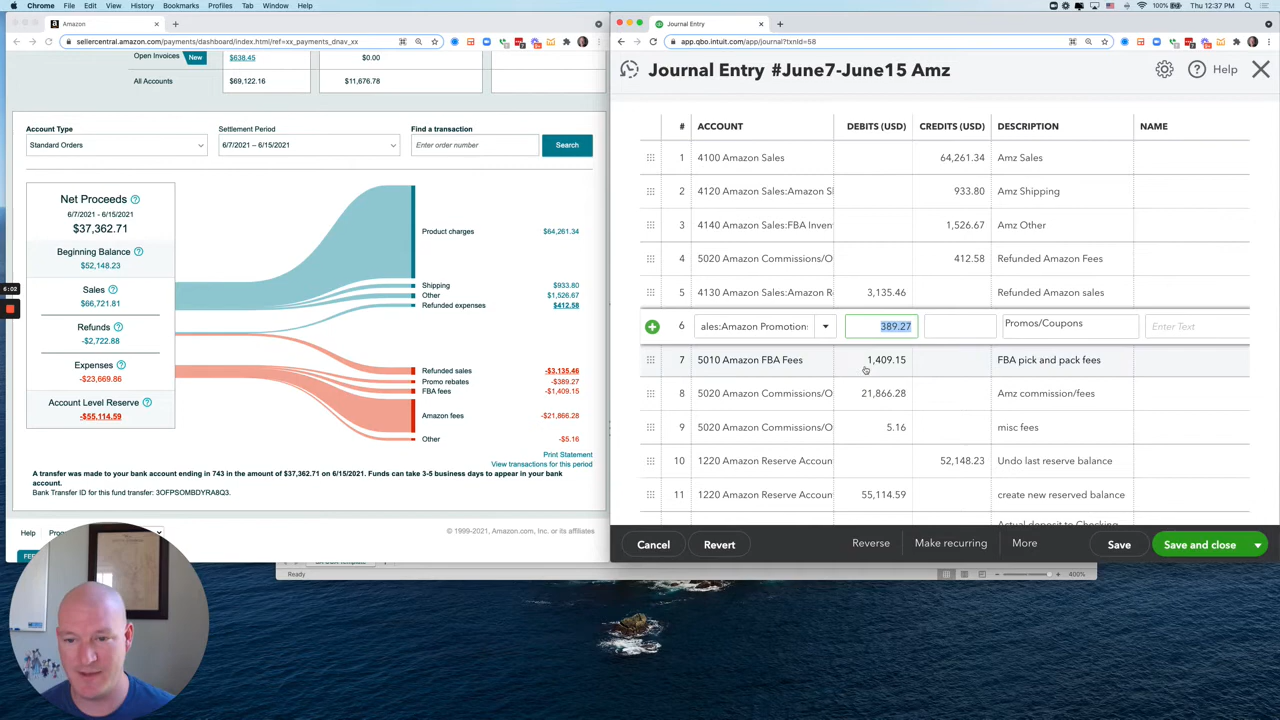 Chrome File Edit View History Bookmarks Profiles Tab Window Help
100% Thu 12:37 PM
Amazon
sellercentral.amazon.com/payments/dashboard/index.html/ref=xx_payments_dnav_xx
Open Invoices New $638.45 $0.00
All Accounts $69,122.16 $11,676.78
Account Type Settlement Period Find a transaction
Standard Orders 6/7/2021 – 6/15/2021 Enter order number Search
Net Proceeds
6/7/2021 - 6/15/2021
$37,362.71
Beginning Balance
$52,148.23
Sales
$66,721.81
Refunds
-$2,722.88
Expenses
-$23,669.86
Account Level Reserve
-$55,114.59
Product charges $64,261.34
Shipping $933.80
Other $1,526.67
Refunded expenses $412.58
Refunded sales -$3,135.46
Promo rebates -$389.27
FBA fees -$1,409.15
Amazon fees -$21,866.28
Other -$5.16
Print Statement
View transactions for this period
A transfer was made to your bank account ending in 743 in the amount of $37,362.71 on 6/15/2021. Funds can take 3-5 business days to appear in your bank
account.
Bank Transfer ID for this fund transfer: 3OFPSOMBDYRA8Q3.
Help
© 1999-2021, Amazon.com, Inc. or its affiliates
6:02
Ready
400%
Journal Entry
app.qbo.intuit.com/app/journal?txnId=58
Journal Entry #June7-June15 Amz Help
# ACCOUNT DEBITS (USD) CREDITS (USD) DESCRIPTION NAME
1 4100 Amazon Sales 64,261.34 Amz Sales
2 4120 Amazon Sales:Amazon S 933.80 Amz Shipping
3 4140 Amazon Sales:FBA Inven 1,526.67 Amz Other
4 5020 Amazon Commissions/O 412.58 Refunded Amazon Fees
5 4130 Amazon Sales:Amazon R 3,135.46 Refunded Amazon sales
6 ales:Amazon Promotion: 389.27 Promos/Coupons Enter Text
7 5010 Amazon FBA Fees 1,409.15 FBA pick and pack fees
8 5020 Amazon Commissions/O 21,866.28 Amz commission/fees
9 5020 Amazon Commissions/O 5.16 misc fees
10 1220 Amazon Reserve Accoun 52,148.23 Undo last reserve balance
11 1220 Amazon Reserve Accoun 55,114.59 create new reserved balance
Actual deposit to Checking
Cancel Revert Reverse Make recurring More Save Save and close